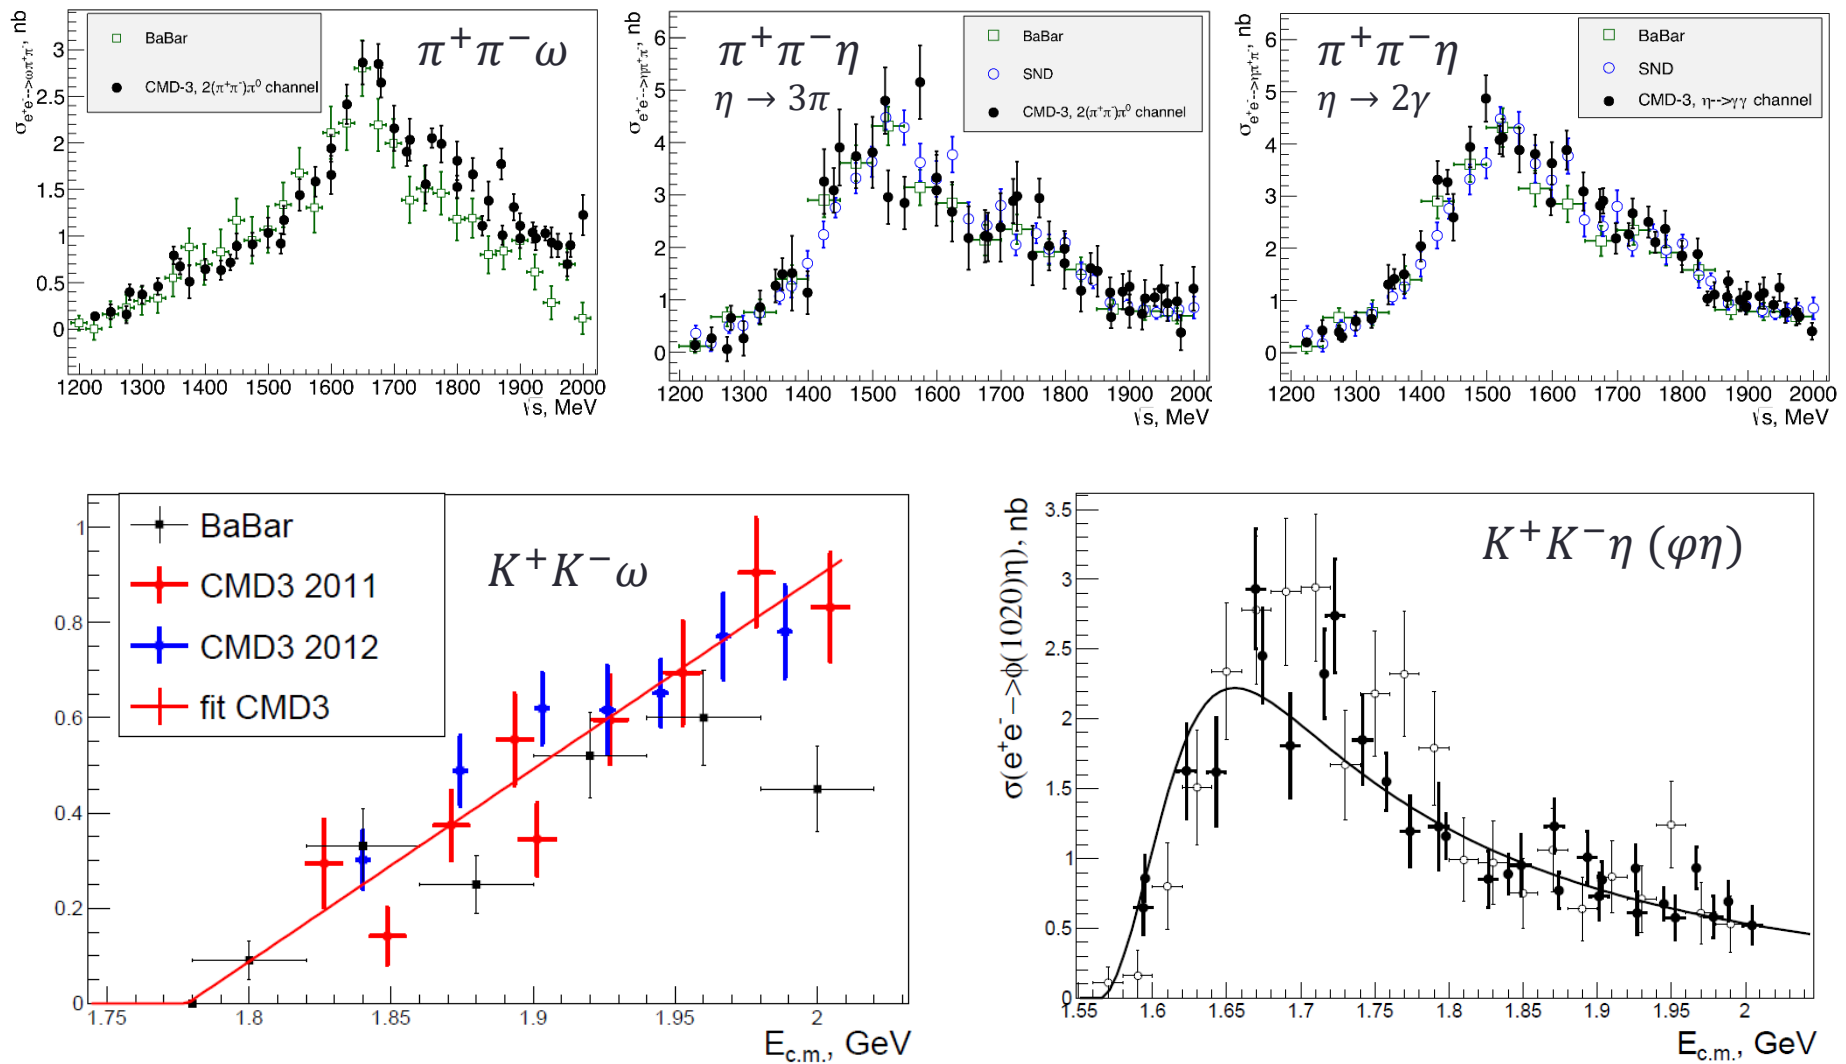 σ e⁺e⁻-->ωπ⁺π⁻, nb
BaBar
CMD-3, 2(π⁺π⁻)π⁰ channel
π⁺π⁻ω
3
2.5
2
1.5
1
0.5
0
1200 1300 1400 1500 1600 1700 1800 1900 2000
√s, MeV
σ e⁺e⁻-->ηπ⁺π⁻, nb
π⁺π⁻η
η → 3π
BaBar
SND
CMD-3, 2(π⁺π⁻)π⁰ channel
6
5
4
3
2
1
0
1200 1300 1400 1500 1600 1700 1800 1900 2000
√s, MeV
σ e⁺e⁻-->ηπ⁺π⁻, nb
π⁺π⁻η
η → 2γ
BaBar
SND
CMD-3, η-->γγ channel
6
5
4
3
2
1
0
1200 1300 1400 1500 1600 1700 1800 1900 2000
√s, MeV
BaBar
CMD3 2011
CMD3 2012
fit CMD3
K⁺K⁻ω
1
0.8
0.6
0.4
0.2
0
1.75 1.8 1.85 1.9 1.95 2
E c.m., GeV
σ(e⁺e⁻->ϕ(1020)η), nb
K⁺K⁻η (φη)
3.5
3
2.5
2
1.5
1
0.5
0
1.55 1.6 1.65 1.7 1.75 1.8 1.85 1.9 1.95 2
E c.m., GeV